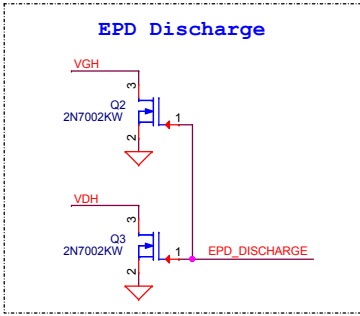 EPD Discharge
VGH
3
Q2
2N7002KW
1
2
VDH
3
Q3
2N7002KW
1
EPD_DISCHARGE
2